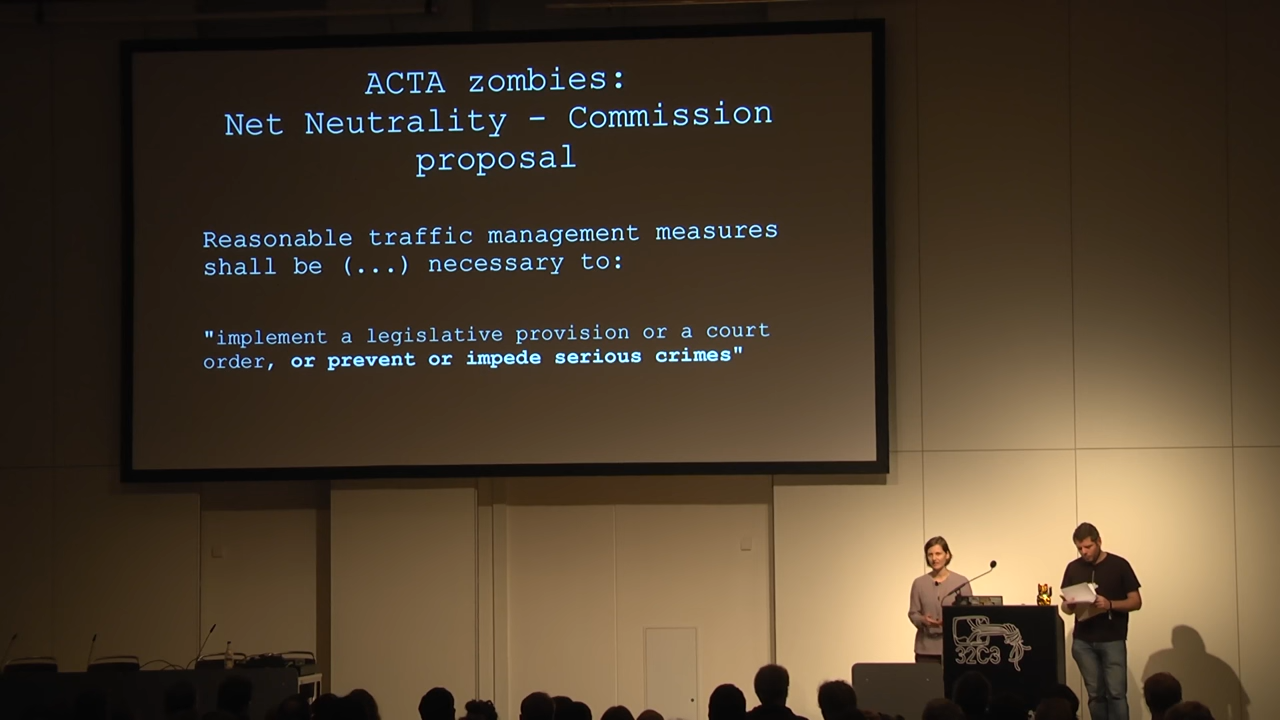 ACTA zombies:
Net Neutrality - Commission
proposal
Reasonable traffic management measures
shall be (...) necessary to:
"implement a legislative provision or a court
order, or prevent or impede serious crimes"
32C3